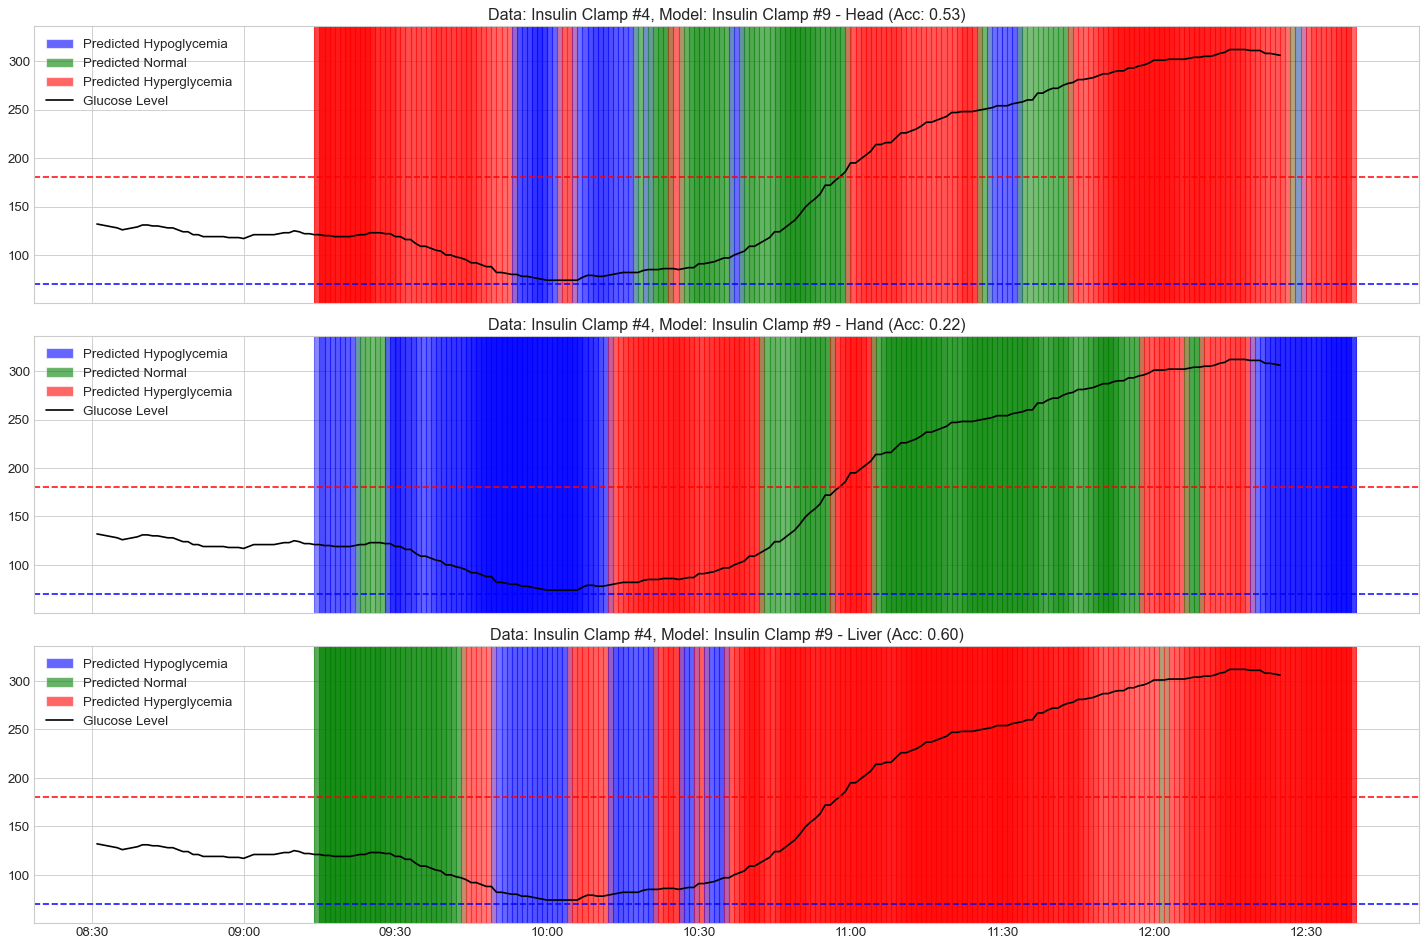 Data: Insulin Clamp #4, Model: Insulin Clamp #9 - Head (Acc: 0.53)
Predicted Hypoglycemia
Predicted Normal
Predicted Hyperglycemia
Glucose Level
300
250
200
150
100
Data: Insulin Clamp #4, Model: Insulin Clamp #9 - Hand (Acc: 0.22)
Predicted Hypoglycemia
Predicted Normal
Predicted Hyperglycemia
Glucose Level
300
250
200
150
100
Data: Insulin Clamp #4, Model: Insulin Clamp #9 - Liver (Acc: 0.60)
Predicted Hypoglycemia
Predicted Normal
Predicted Hyperglycemia
Glucose Level
300
250
200
150
100
08:30 09:00 09:30 10:00 10:30 11:00 11:30 12:00 12:30